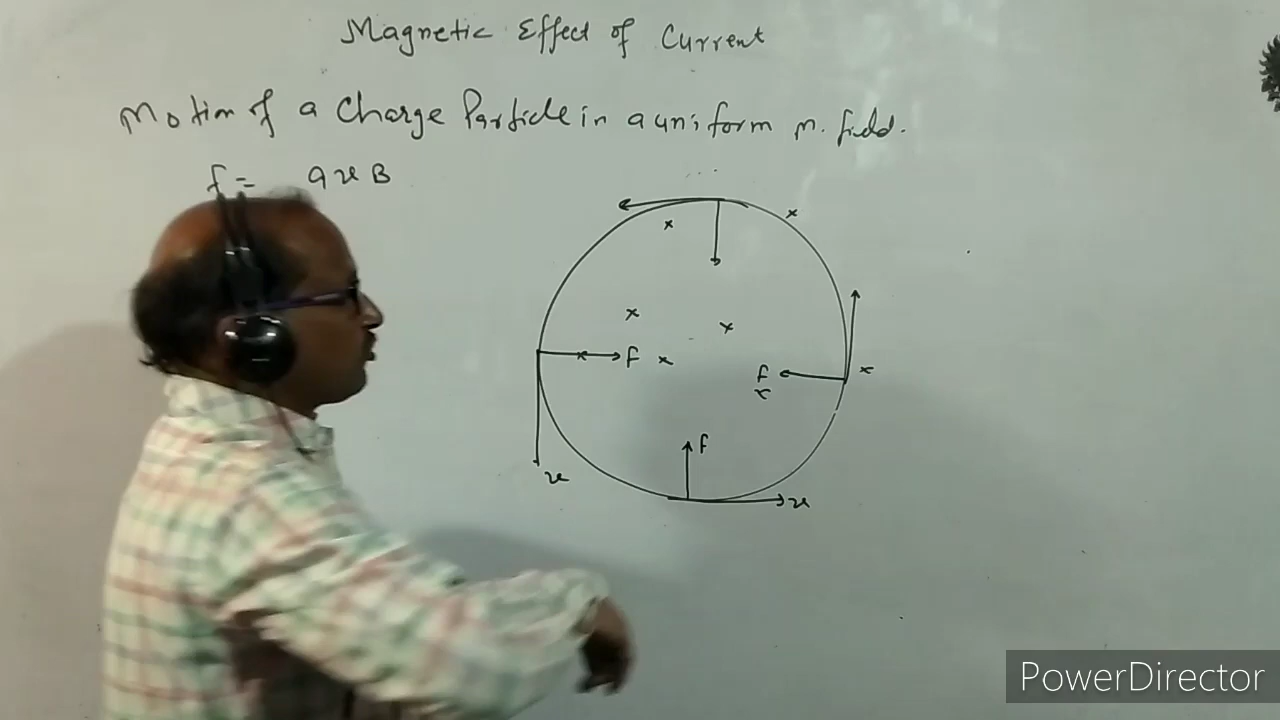 Magnetic Effect of Current
Motion of a Charge Particle in a uniform m. field.
f = qvB
x
x
x
x
f x
f
x
x
f
v
v
PowerDirector